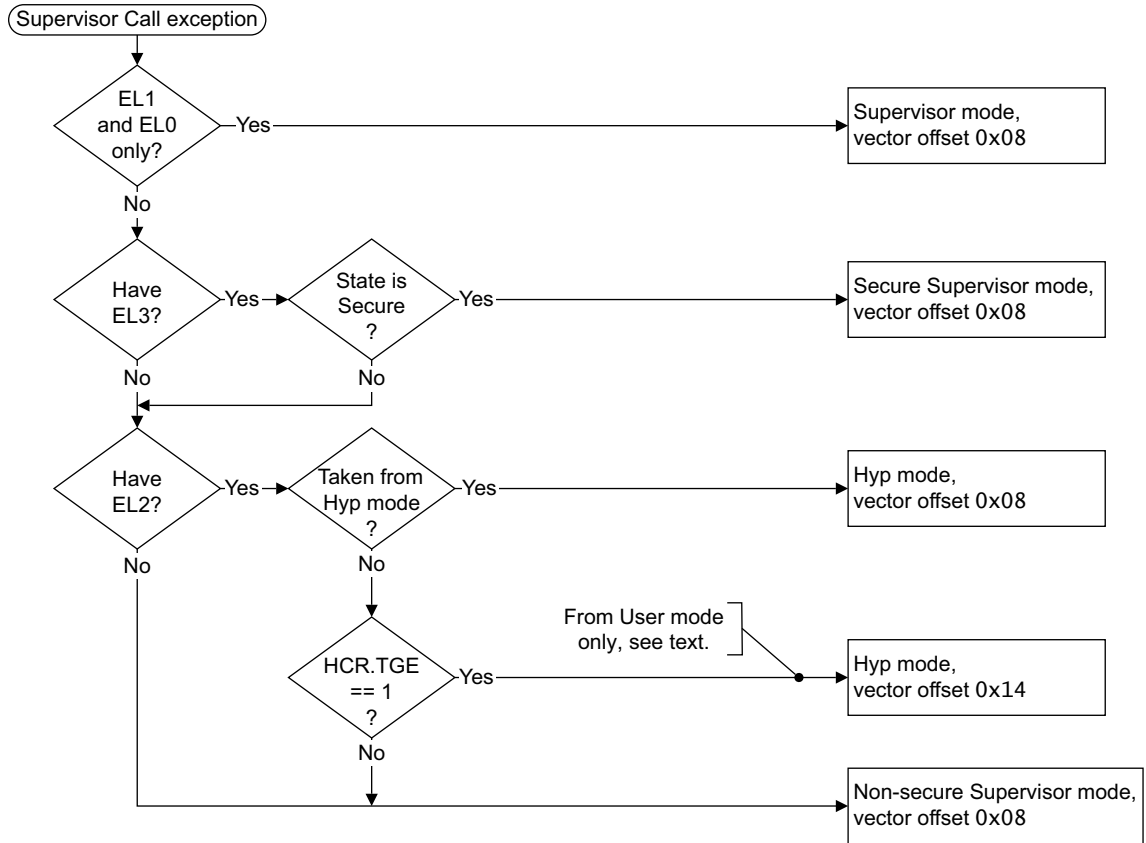 Supervisor Call exception
EL1
and EL0
only?
Yes
Supervisor mode,
vector offset 0x08
No
Have
EL3?
Yes
State is
Secure
?
Yes
Secure Supervisor mode,
vector offset 0x08
No
No
Have
EL2?
Yes
Taken from
Hyp mode
?
Yes
Hyp mode,
vector offset 0x08
No
No
From User mode
only, see text.
HCR.TGE
== 1
?
Yes
Hyp mode,
vector offset 0x14
No
Non-secure Supervisor mode,
vector offset 0x08